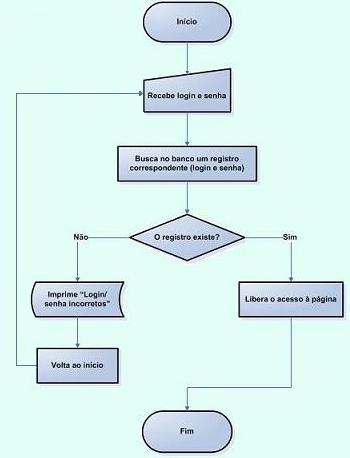 Início
Recebe login e senha
Busca no banco um registro
correspondente (login e senha)
O registro existe?
Não
Sim
Imprime “Login/
senha incorretos”
Libera o acesso à página
Volta ao início
Fim